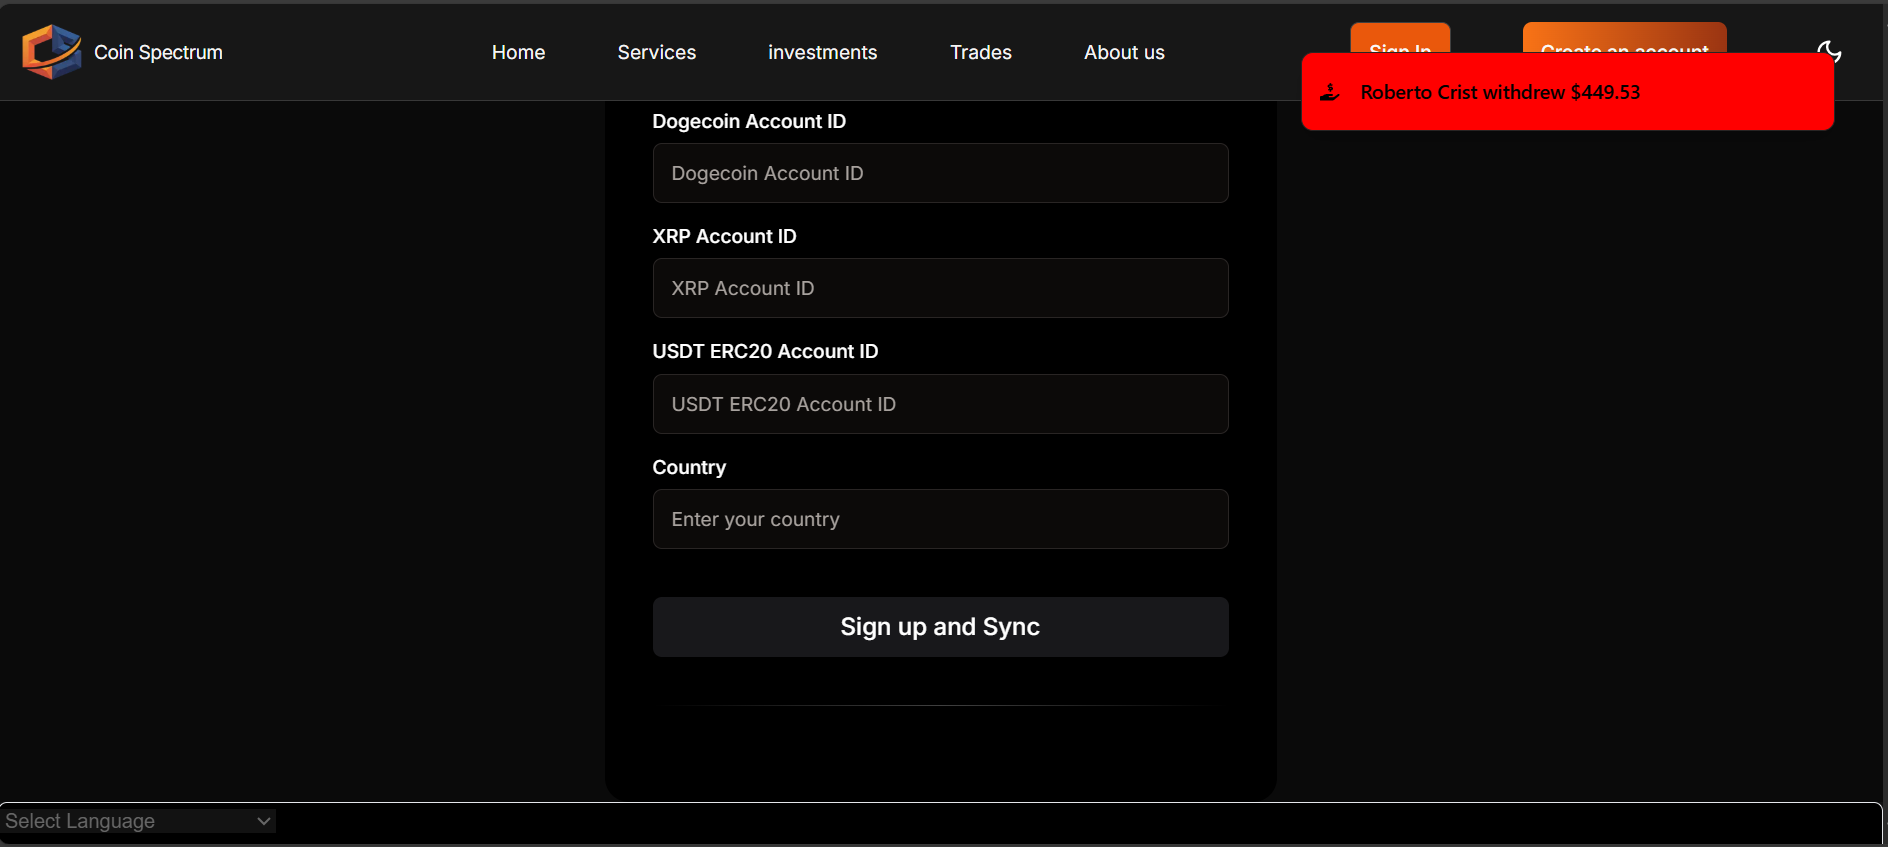 Coin Spectrum
Home
Services
investments
Trades
About us
Sign In
Create an account
Roberto Crist withdrew $449.53
Dogecoin Account ID
Dogecoin Account ID
XRP Account ID
XRP Account ID
USDT ERC20 Account ID
USDT ERC20 Account ID
Country
Enter your country
Sign up and Sync
Select Language